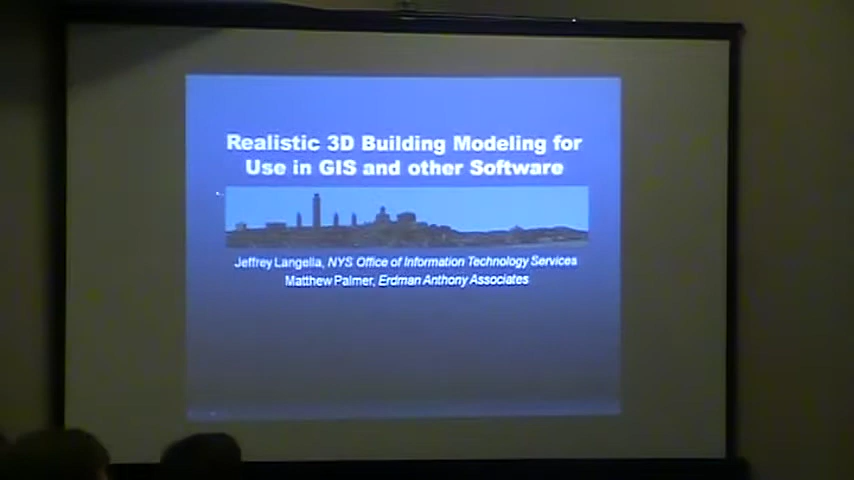 Realistic 3D Building Modeling for
Use in GIS and other Software
Jeffrey Langella, NYS Office of Information Technology Services
Matthew Palmer, Erdman Anthony Associates